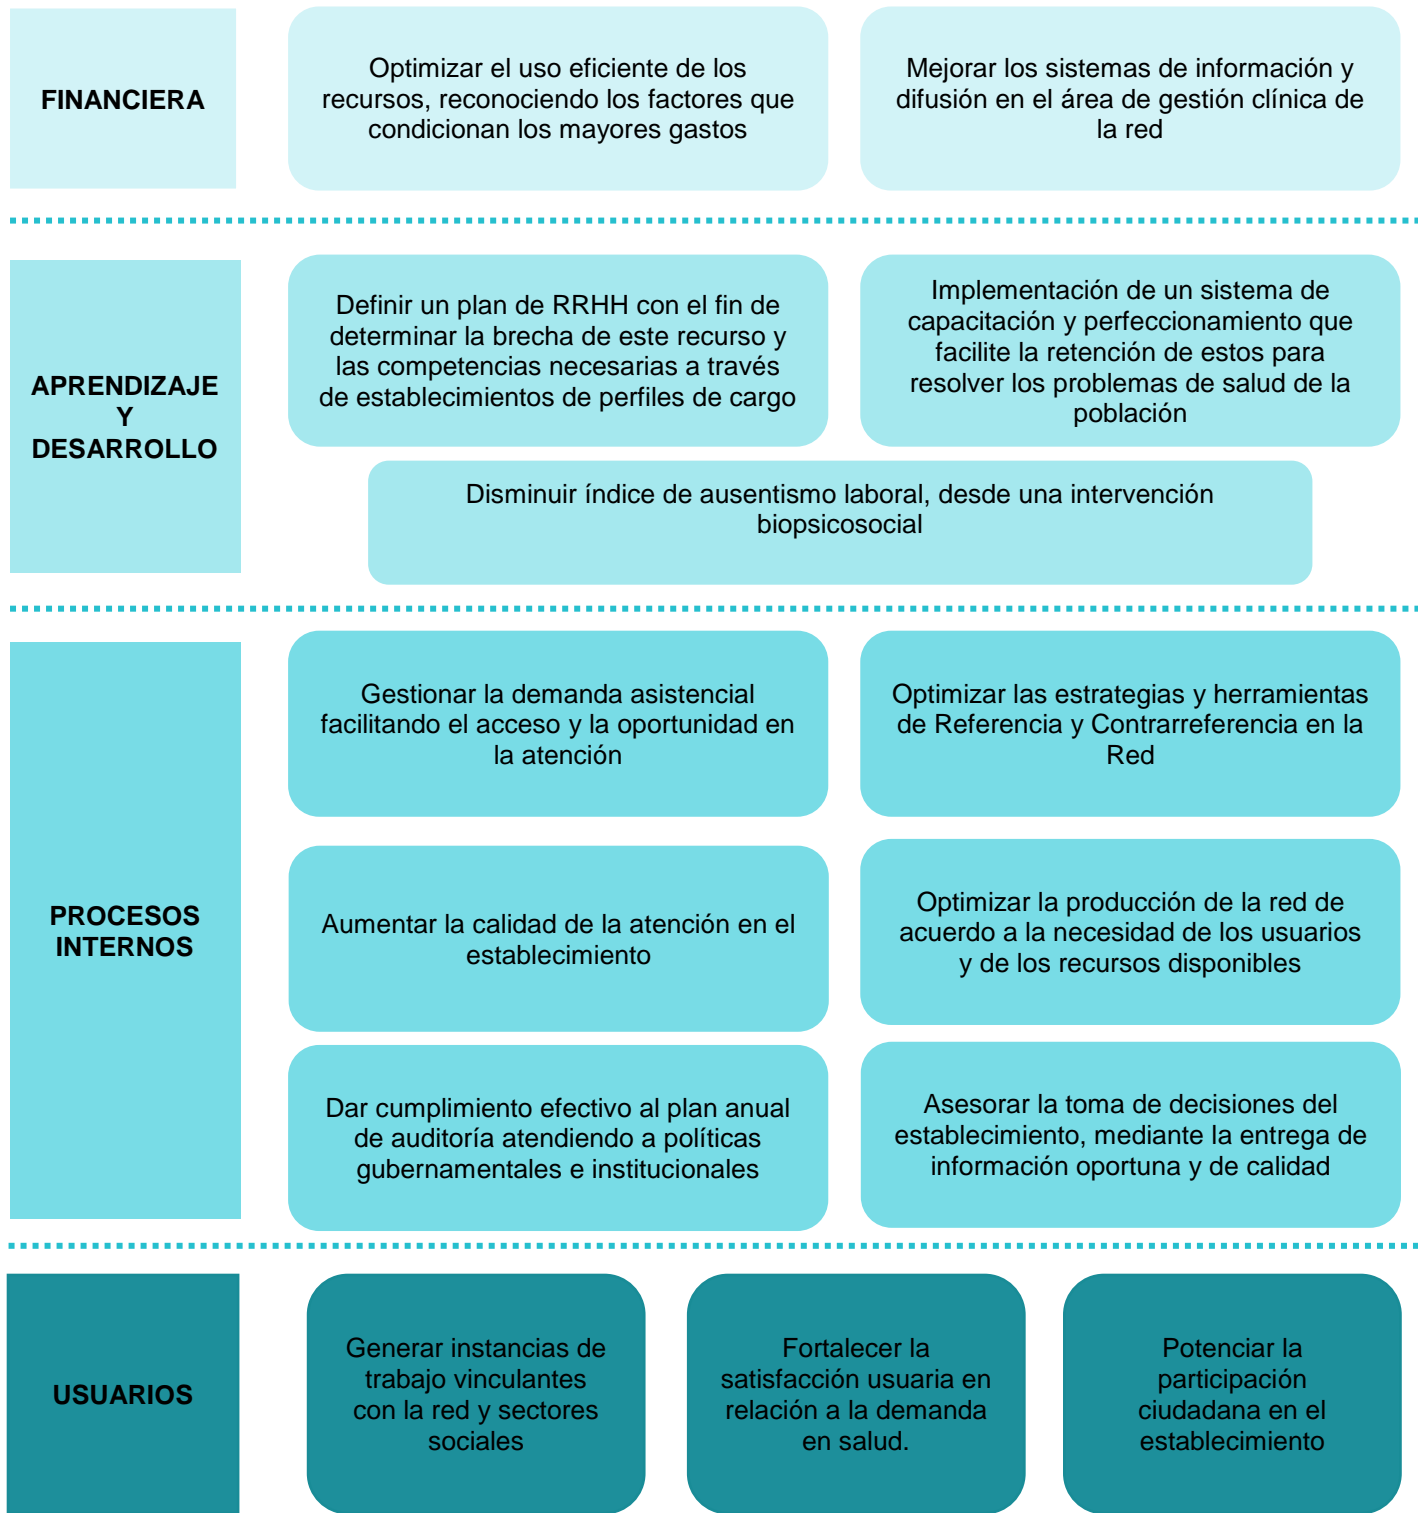 FINANCIERA
Optimizar el uso eficiente de los
recursos, reconociendo los factores que
condicionan los mayores gastos
Mejorar los sistemas de información y
difusión en el área de gestión clínica de
la red
APRENDIZAJE
Y
DESARROLLO
Definir un plan de RRHH con el fin de
determinar la brecha de este recurso y
las competencias necesarias a través
de establecimientos de perfiles de cargo
Implementación de un sistema de
capacitación y perfeccionamiento que
facilite la retención de estos para
resolver los problemas de salud de la
población
Disminuir índice de ausentismo laboral, desde una intervención
biopsicosocial
PROCESOS
INTERNOS
Gestionar la demanda asistencial
facilitando el acceso y la oportunidad en
la atención
Optimizar las estrategias y herramientas
de Referencia y Contrarreferencia en la
Red
Aumentar la calidad de la atención en el
establecimiento
Optimizar la producción de la red de
acuerdo a la necesidad de los usuarios
y de los recursos disponibles
Dar cumplimiento efectivo al plan anual
de auditoría atendiendo a políticas
gubernamentales e institucionales
Asesorar la toma de decisiones del
establecimiento, mediante la entrega de
información oportuna y de calidad
USUARIOS
Generar instancias de
trabajo vinculantes
con la red y sectores
sociales
Fortalecer la
satisfacción usuaria en
relación a la demanda
en salud.
Potenciar la
participación
ciudadana en el
establecimiento